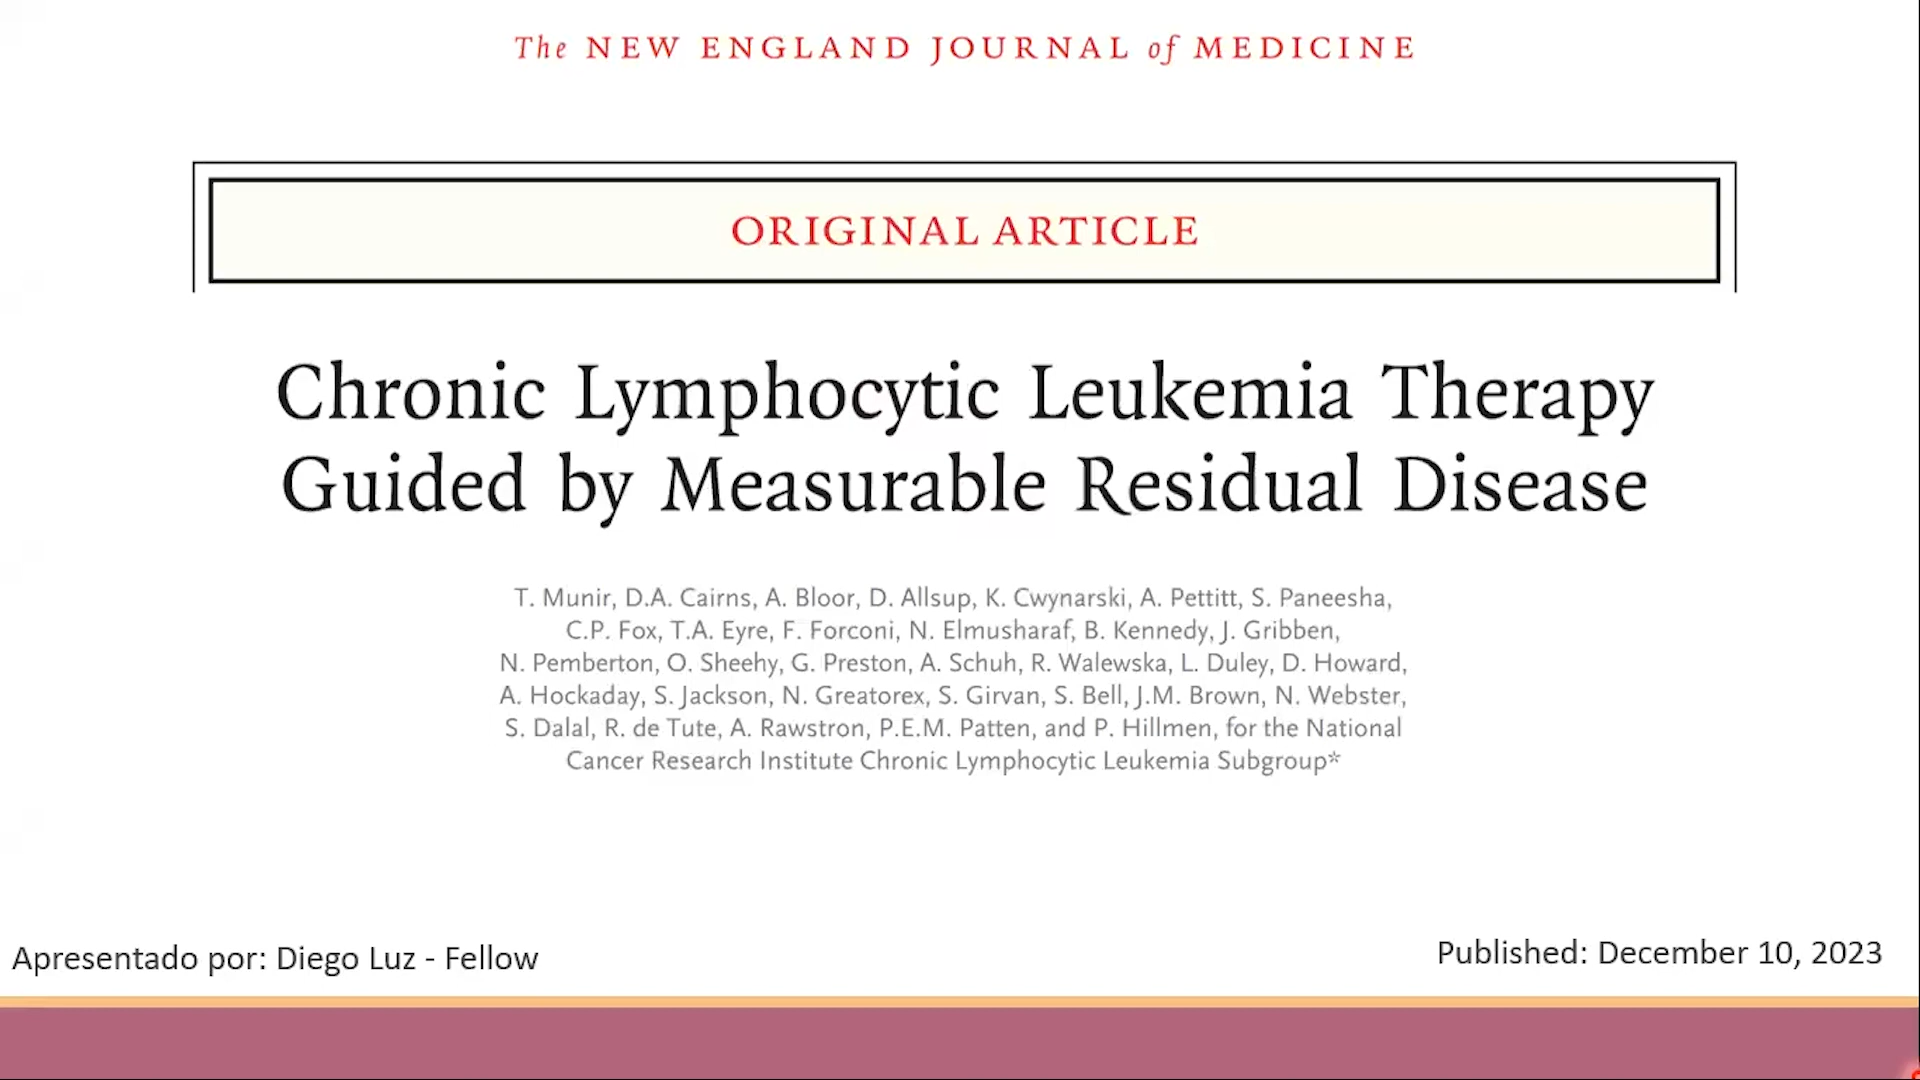 The NEW ENGLAND JOURNAL of MEDICINE
ORIGINAL ARTICLE
Chronic Lymphocytic Leukemia Therapy
Guided by Measurable Residual Disease
T. Munir, D.A. Cairns, A. Bloor, D. Allsup, K. Cwynarski, A. Pettitt, S. Paneesha,
C.P. Fox, T.A. Eyre, F. Forconi, N. Elmusharaf, B. Kennedy, J. Gribben,
N. Pemberton, O. Sheehy, G. Preston, A. Schuh, R. Walewska, L. Duley, D. Howard,
A. Hockaday, S. Jackson, N. Greatorex, S. Girvan, S. Bell, J.M. Brown, N. Webster,
S. Dalal, R. de Tute, A. Rawstron, P.E.M. Patten, and P. Hillmen, for the National
Cancer Research Institute Chronic Lymphocytic Leukemia Subgroup*
Apresentado por: Diego Luz - Fellow
Published: December 10, 2023